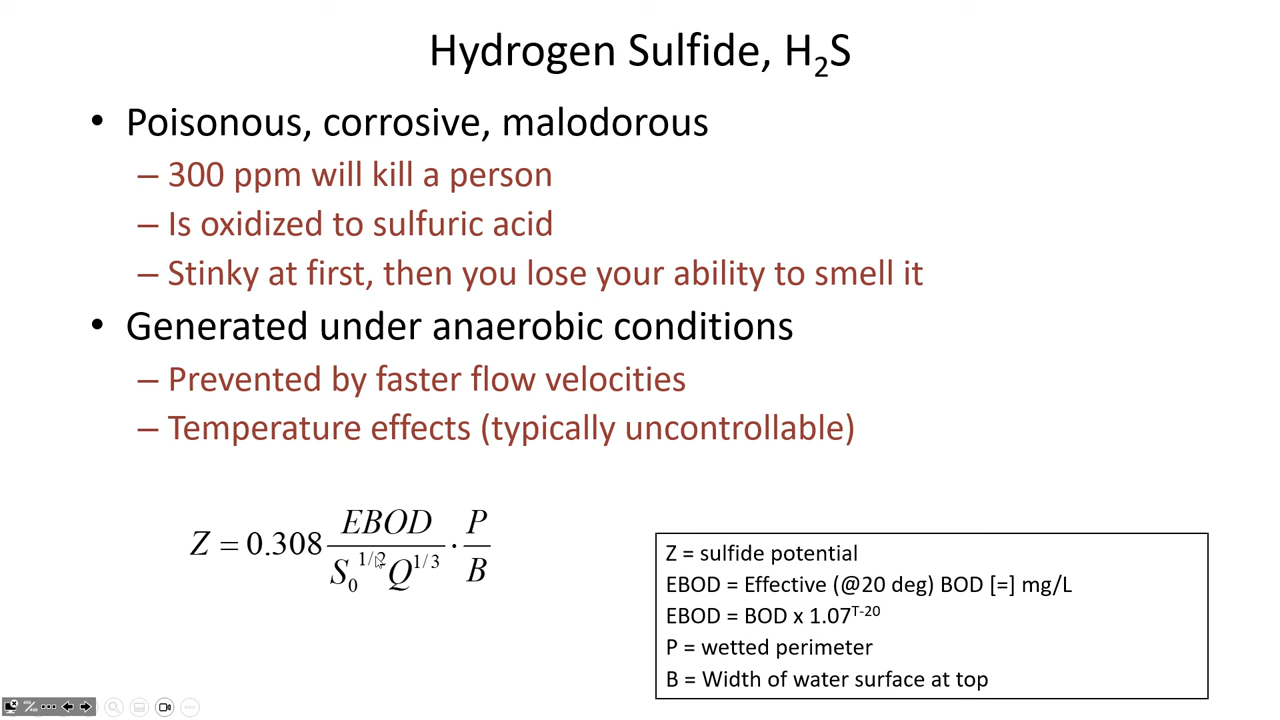 Hydrogen Sulfide, H₂S
• Poisonous, corrosive, malodorous
– 300 ppm will kill a person
– Is oxidized to sulfuric acid
– Stinky at first, then you lose your ability to smell it
• Generated under anaerobic conditions
– Prevented by faster flow velocities
– Temperature effects (typically uncontrollable)
Z = 0.308 EBOD / (S₀^1/2 Q^1/3) · P / B
Z = sulfide potential
EBOD = Effective (@20 deg) BOD [=] mg/L
EBOD = BOD x 1.07^T-20
P = wetted perimeter
B = Width of water surface at top